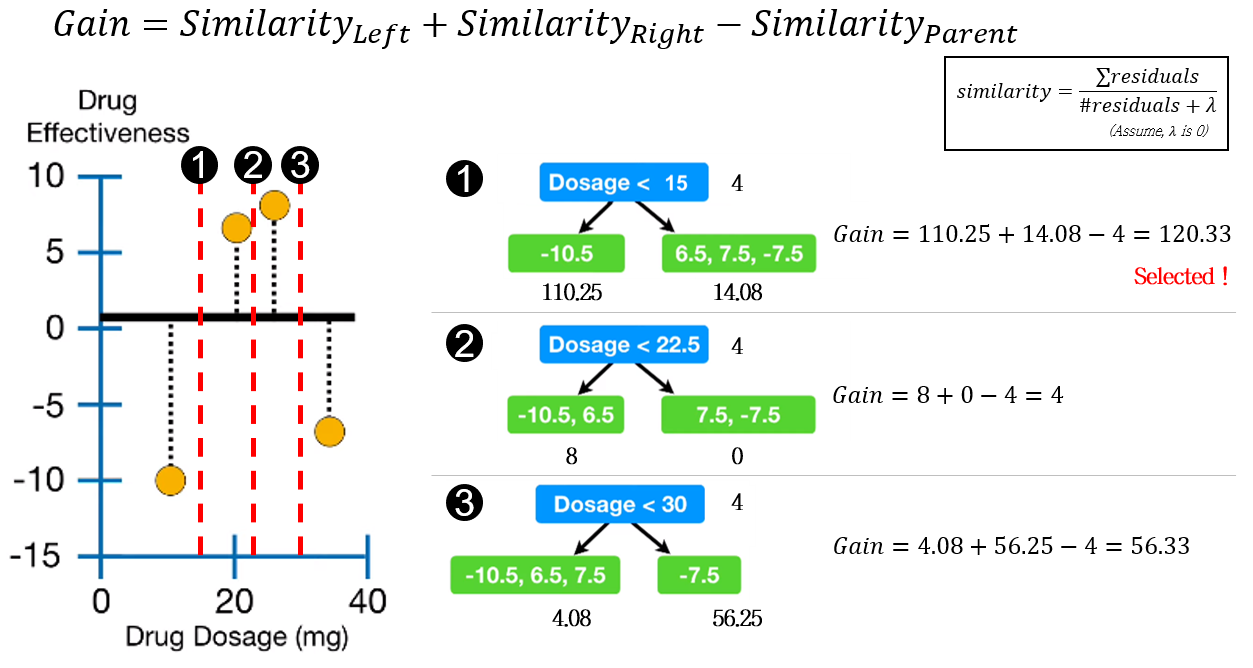 Gain = Similarity_Left + Similarity_Right − Similarity_Parent
similarity = ∑residuals / #residuals + λ
(Assume, λ is 0)
Drug
Effectiveness
1 2 3
10
5
0
-5
-10
-15
0 20 40
Drug Dosage (mg)
1
Dosage < 15 4
-10.5 6.5, 7.5, -7.5
110.25 14.08
Gain = 110.25 + 14.08 − 4 = 120.33
Selected !
2
Dosage < 22.5 4
-10.5, 6.5 7.5, -7.5
8 0
Gain = 8 + 0 − 4 = 4
3
Dosage < 30 4
-10.5, 6.5, 7.5 -7.5
4.08 56.25
Gain = 4.08 + 56.25 − 4 = 56.33